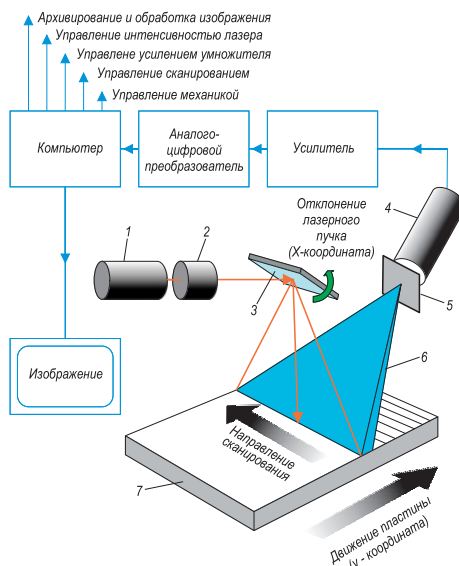 Архивирование и обработка изображения
Управление интенсивностью лазера
Управлене усилением умножителя
Управление сканированием
Управление механикой
Компьютер
Аналого-
цифровой
преобразователь
Усилитель
Отклонение
лазерного
пучка
(X-координата)
4
1
2
3
5
6
Изображение
Направление
сканирования
7
Движение пластины
(y - координата)